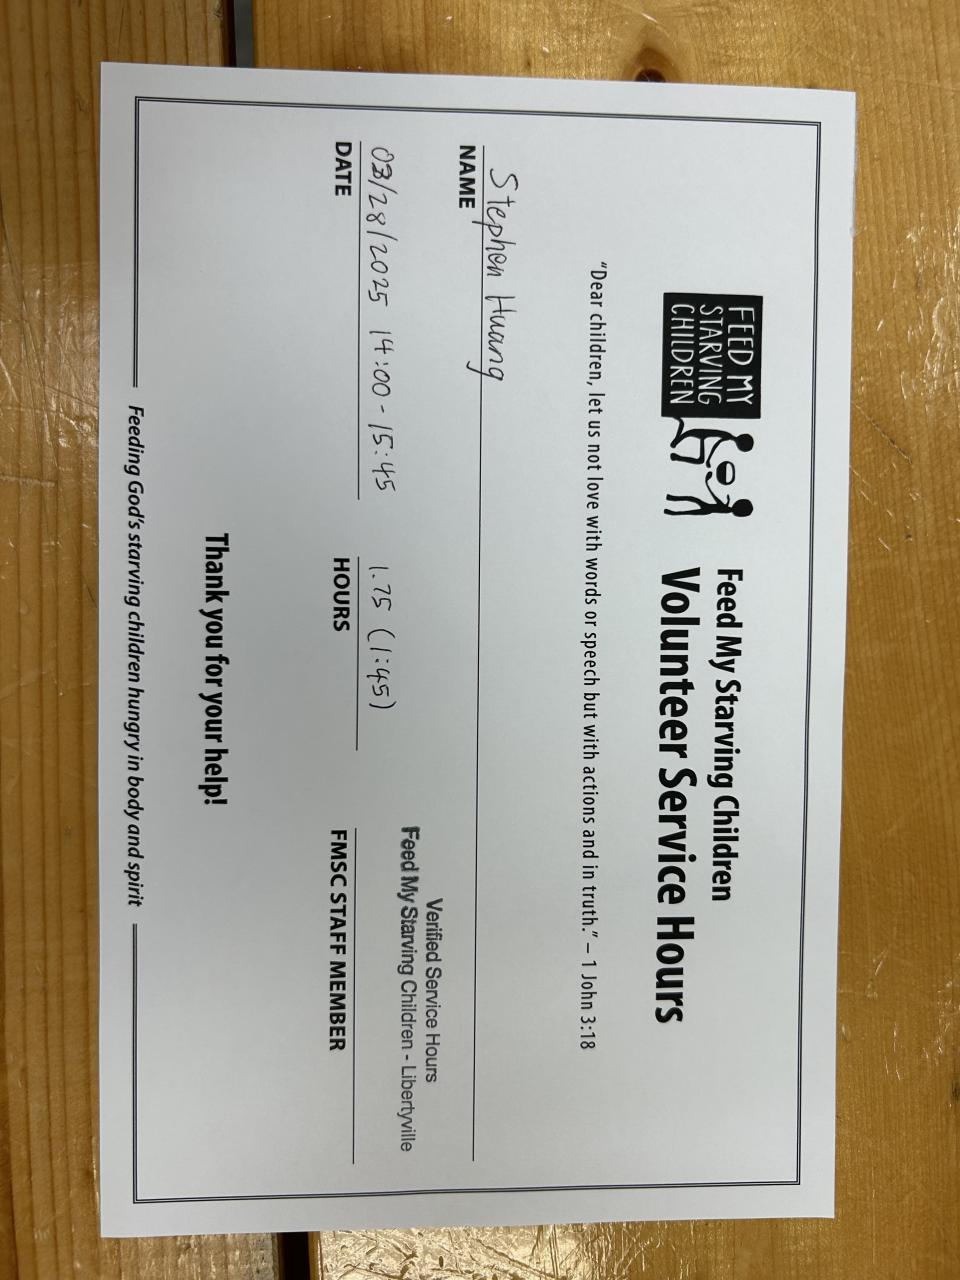 FEED MY
STARVING
CHILDREN
Feed My Starving Children
Volunteer Service Hours
"Dear children, let us not love with words or speech but with actions and in truth." – 1 John 3:18
Stephen Huang
NAME
03/28/2025 14:00 - 15:45
DATE
1.75 (1:45)
HOURS
Verified Service Hours
Feed My Starving Children - Libertyville
FMSC STAFF MEMBER
Thank you for your help!
Feeding God's starving children hungry in body and spirit